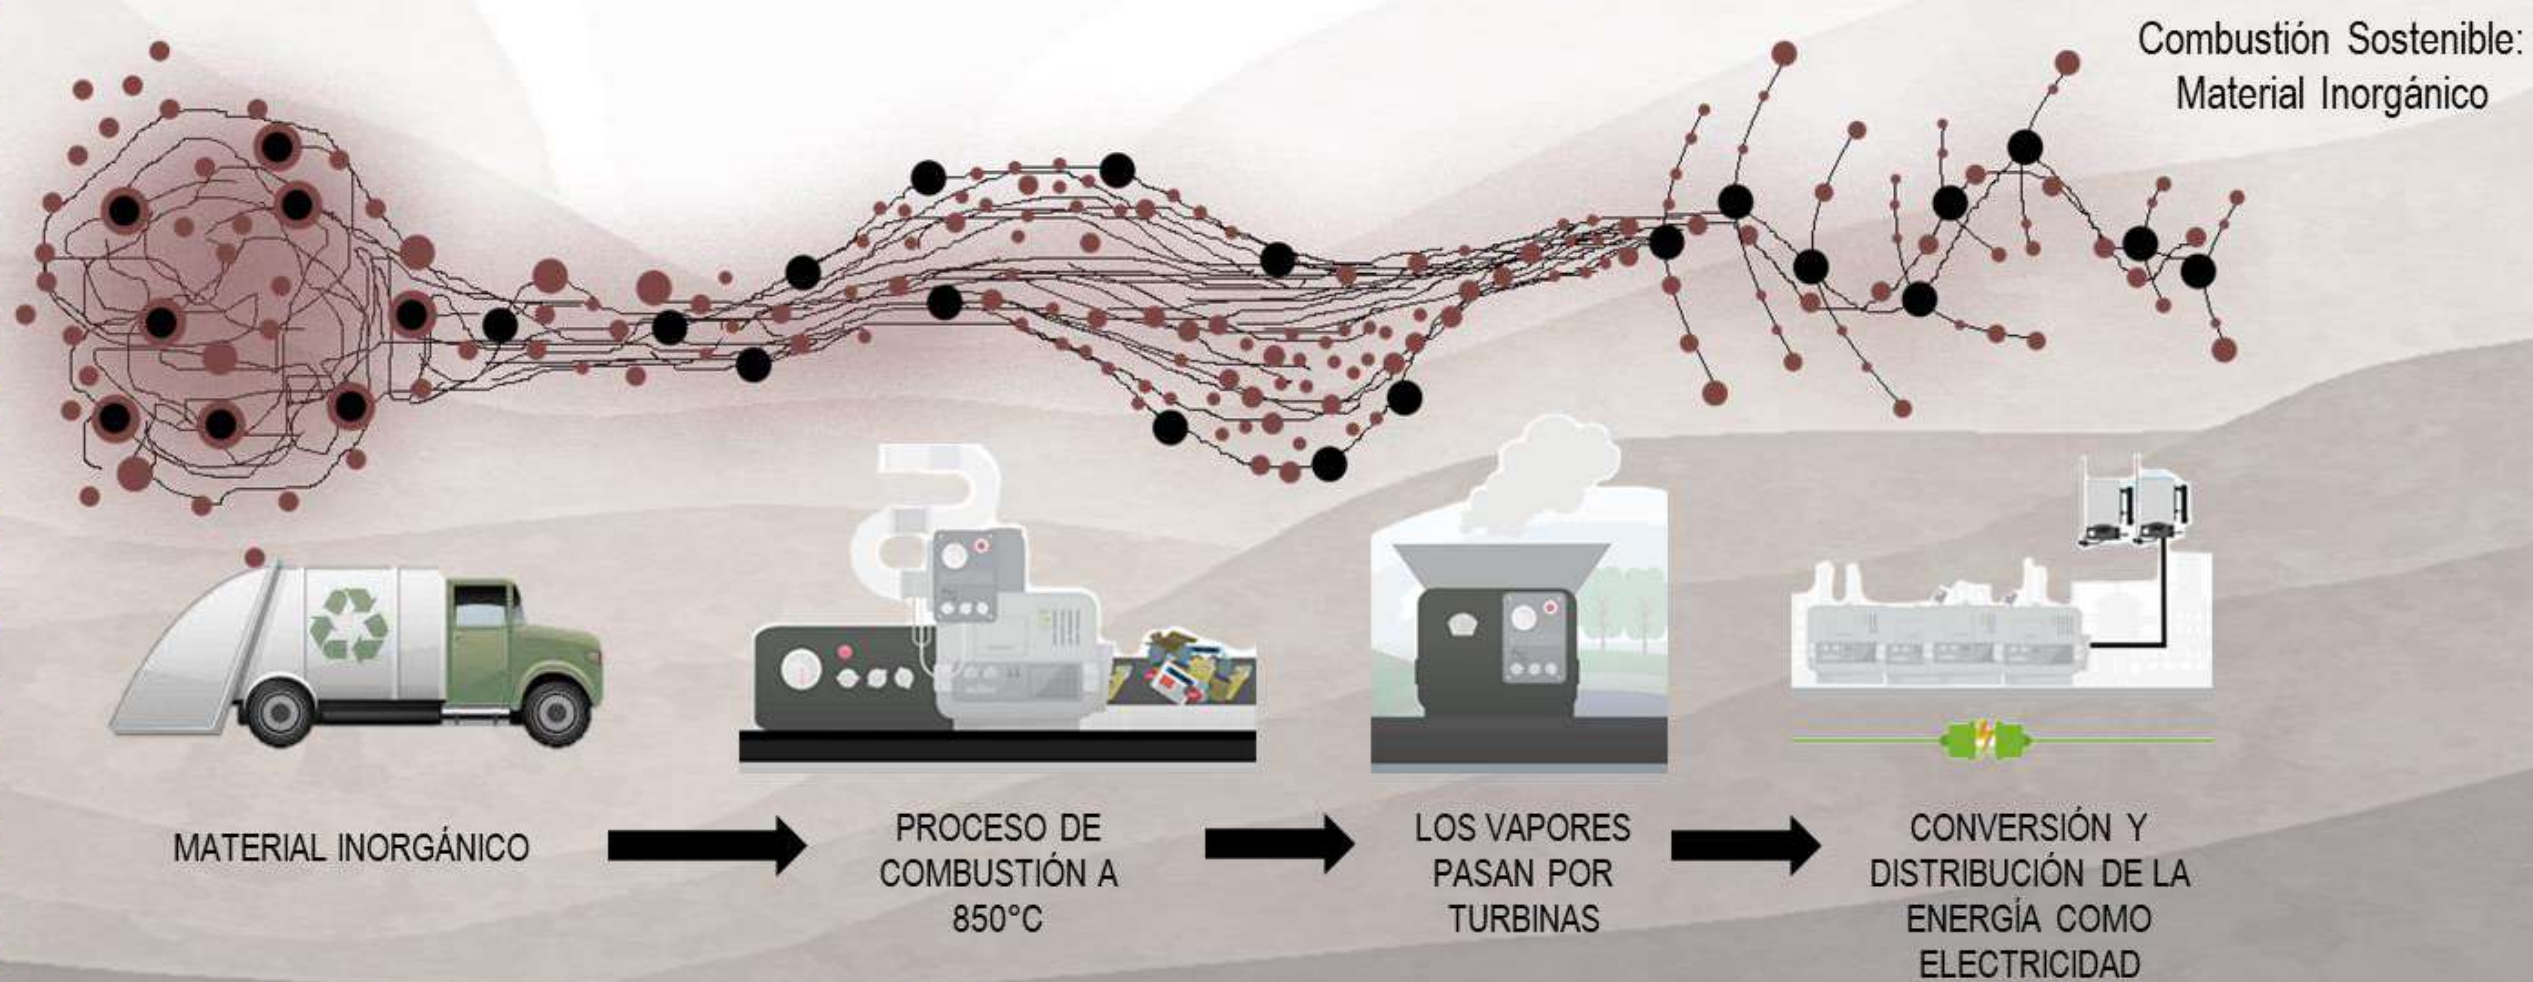 Combustión Sostenible:
Material Inorgánico
MATERIAL INORGÁNICO
PROCESO DE
COMBUSTIÓN A
850°C
LOS VAPORES
PASAN POR
TURBINAS
CONVERSIÓN Y
DISTRIBUCIÓN DE LA
ENERGÍA COMO
ELECTRICIDAD